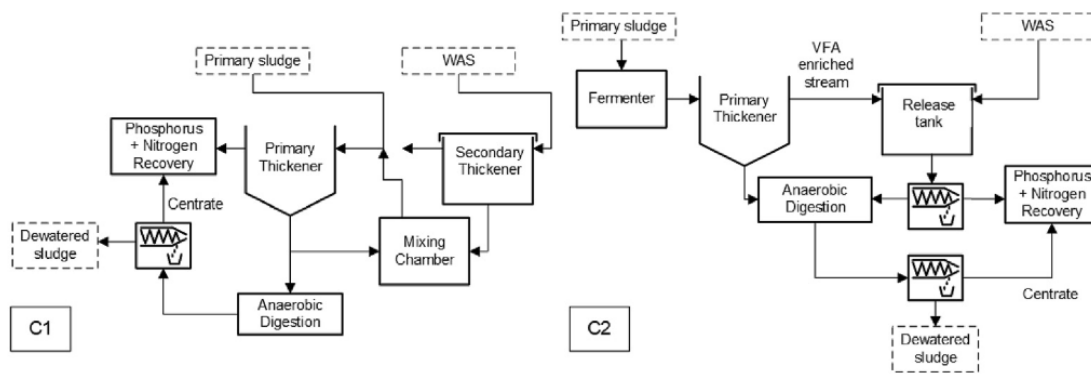 Primary sludge
WAS
Phosphorus
+ Nitrogen
Recovery
Primary
Thickener
Secondary
Thickener
Centrate
Dewatered
sludge
Mixing
Chamber
Anaerobic
Digestion
C1
Primary sludge
WAS
VFA
enriched
stream
Fermenter
Primary
Thickener
Release
tank
Anaerobic
Digestion
Phosphorus
+ Nitrogen
Recovery
Centrate
Dewatered
sludge
C2